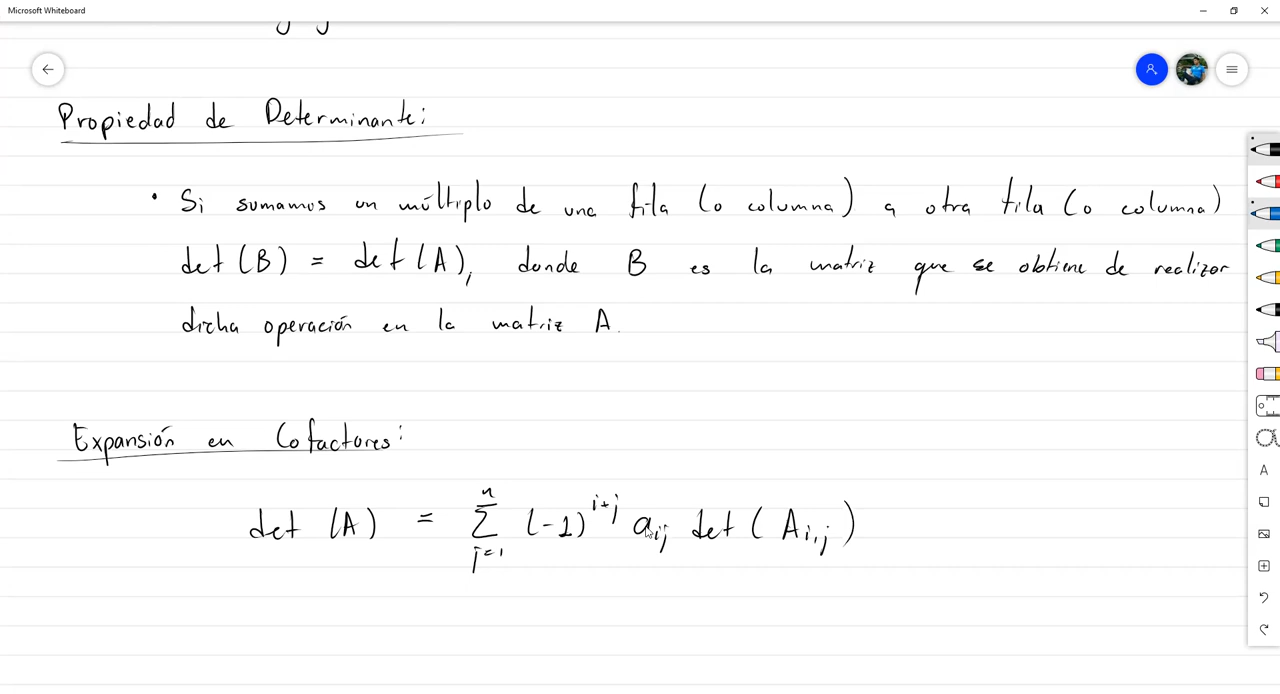 Microsoft Whiteboard
Propiedad de Determinante:
• Si sumamos un múltiplo de una fila (o columna) a otra fila (o columna)
det(B) = det(A), donde B es la matriz que se obtiene de realizar
dicha operación en la matriz A.
Expansión en Cofactores:
det (A) = ∑_{j=1}^{n} (-1)^{i+j} a_{ij} det (A_{i,j})
A